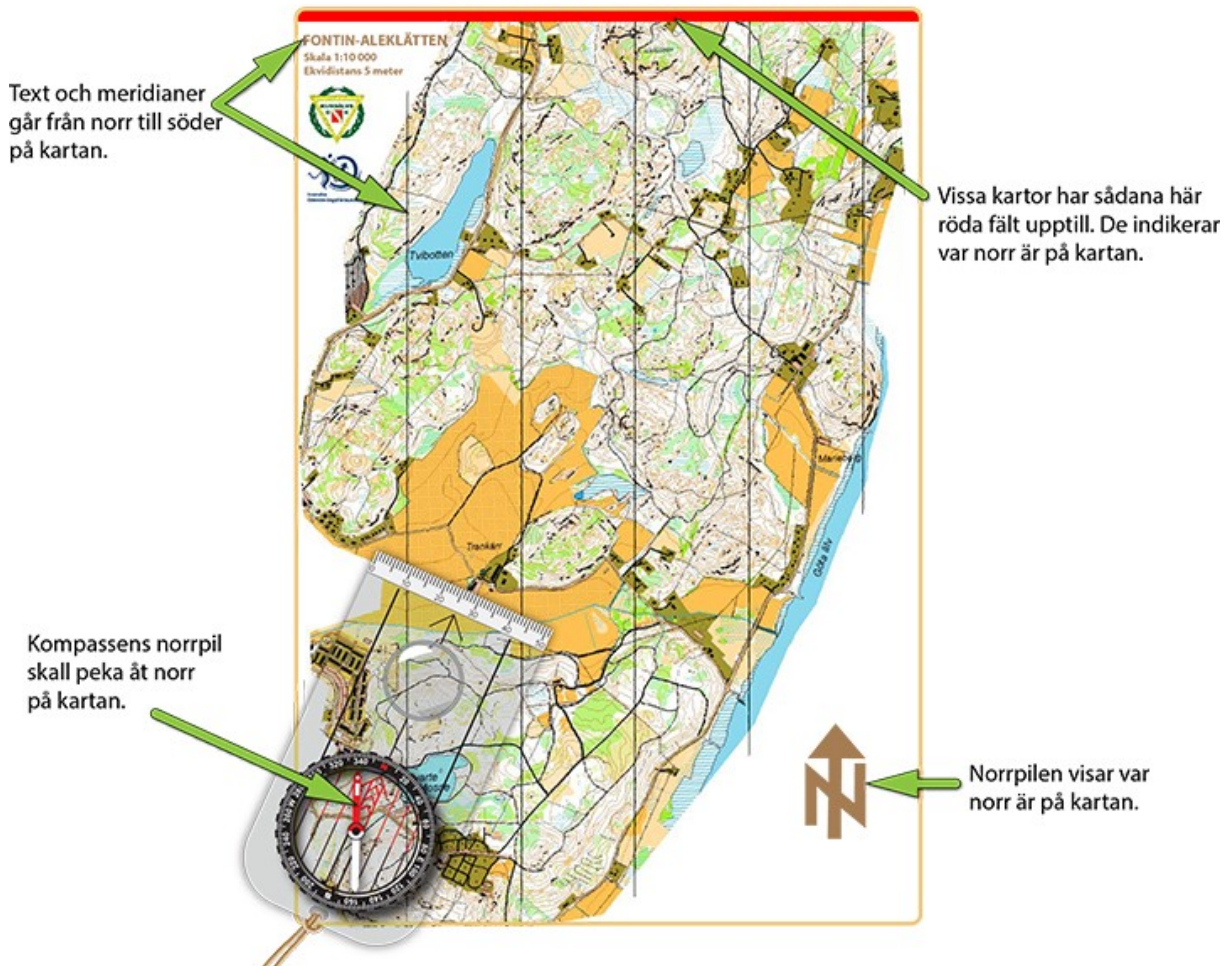 FONTIN-ALEKLÄTTEN
Skala 1:10 000
Ekvidistans 5 meter
Text och meridianer
går från norr till söder
på kartan.
Vissa kartor har sådana här
röda fält upptill. De indikerar
var norr är på kartan.
Tvibotten
Marieberg
Trankärr
Göta älv
Kompassens norrpil
skall peka åt norr
på kartan.
Norrpilen visar var
norr är på kartan.
N